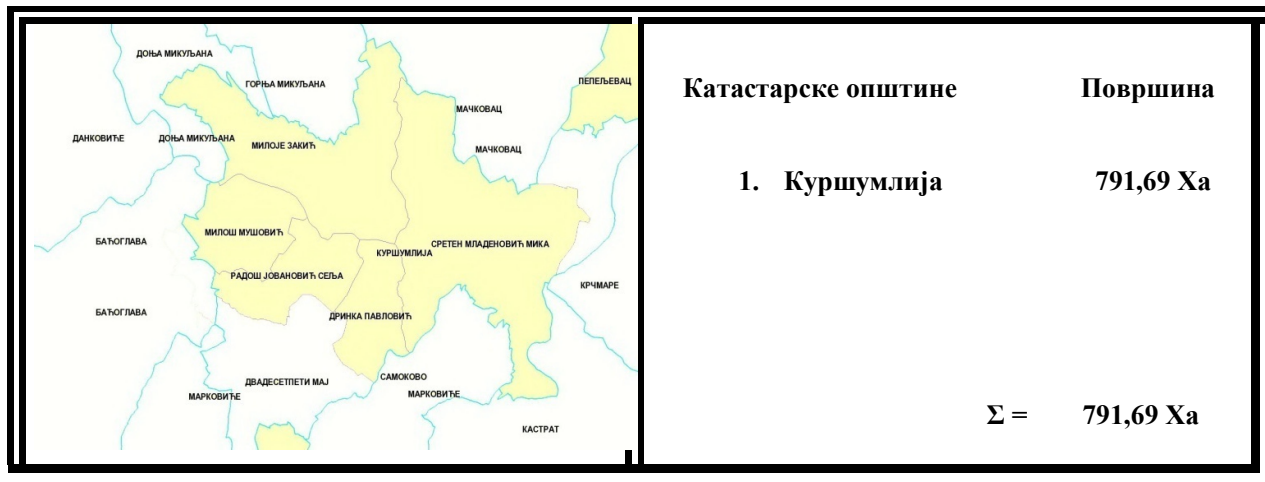 ДОЊА МИКУЉАНА
ГОРЊА МИКУЉАНА
ПЕПЕЉЕВАЦ
МАЧКОВАЦ
ДАНКОВИЋЕ
ДОЊА МИКУЉАНА
МИЛОЈЕ ЗАКИЋ
МАЧКОВАЦ
МИЛОШ МУШОВИЋ
БАЋОГЛАВА
СРЕТЕН МЛАДЕНОВИЋ МИКА
КУРШУМЛИЈА
РАДОШ ЈОВАНОВИЋ СЕЉА
КРЧМАРЕ
БАЋОГЛАВА
ДРИНКА ПАВЛОВИЋ
ДВАДЕСЕТПЕТИ МАЈ
САМОКОВО
МАРКОВИЋЕ
МАРКОВИЋЕ
КАСТРАТ
Катастарске општине Површина
1. Куршумлија 791,69 Ха
Σ = 791,69 Ха